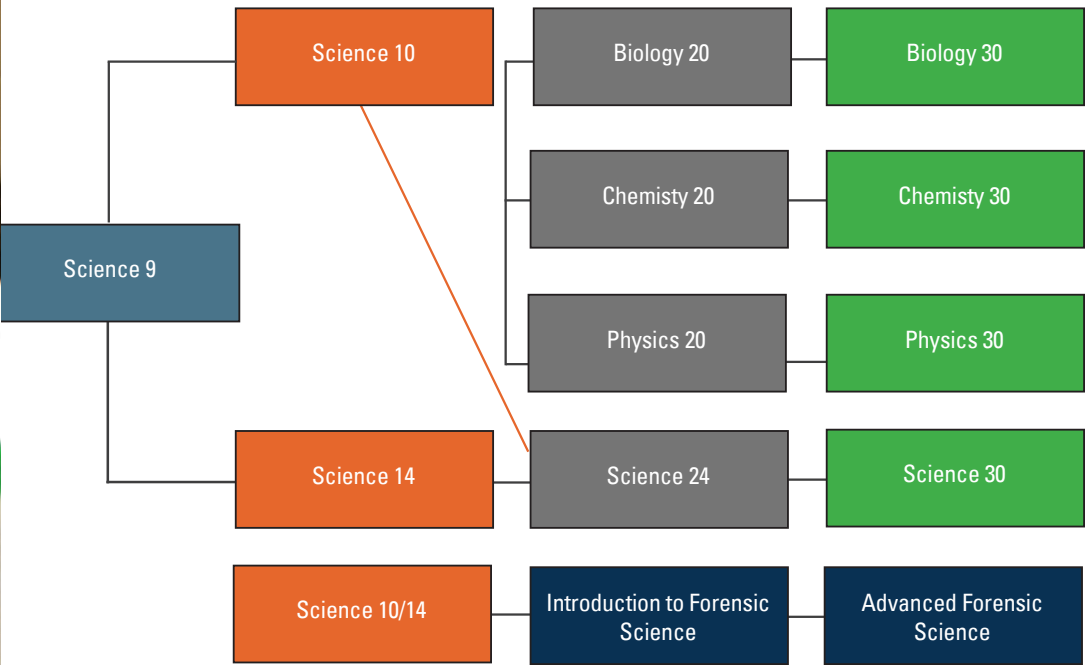 Science 10
Biology 20
Biology 30
Chemisty 20
Chemisty 30
Science 9
Physics 20
Physics 30
Science 14
Science 24
Science 30
Science 10/14
Introduction to Forensic
Science
Advanced Forensic
Science